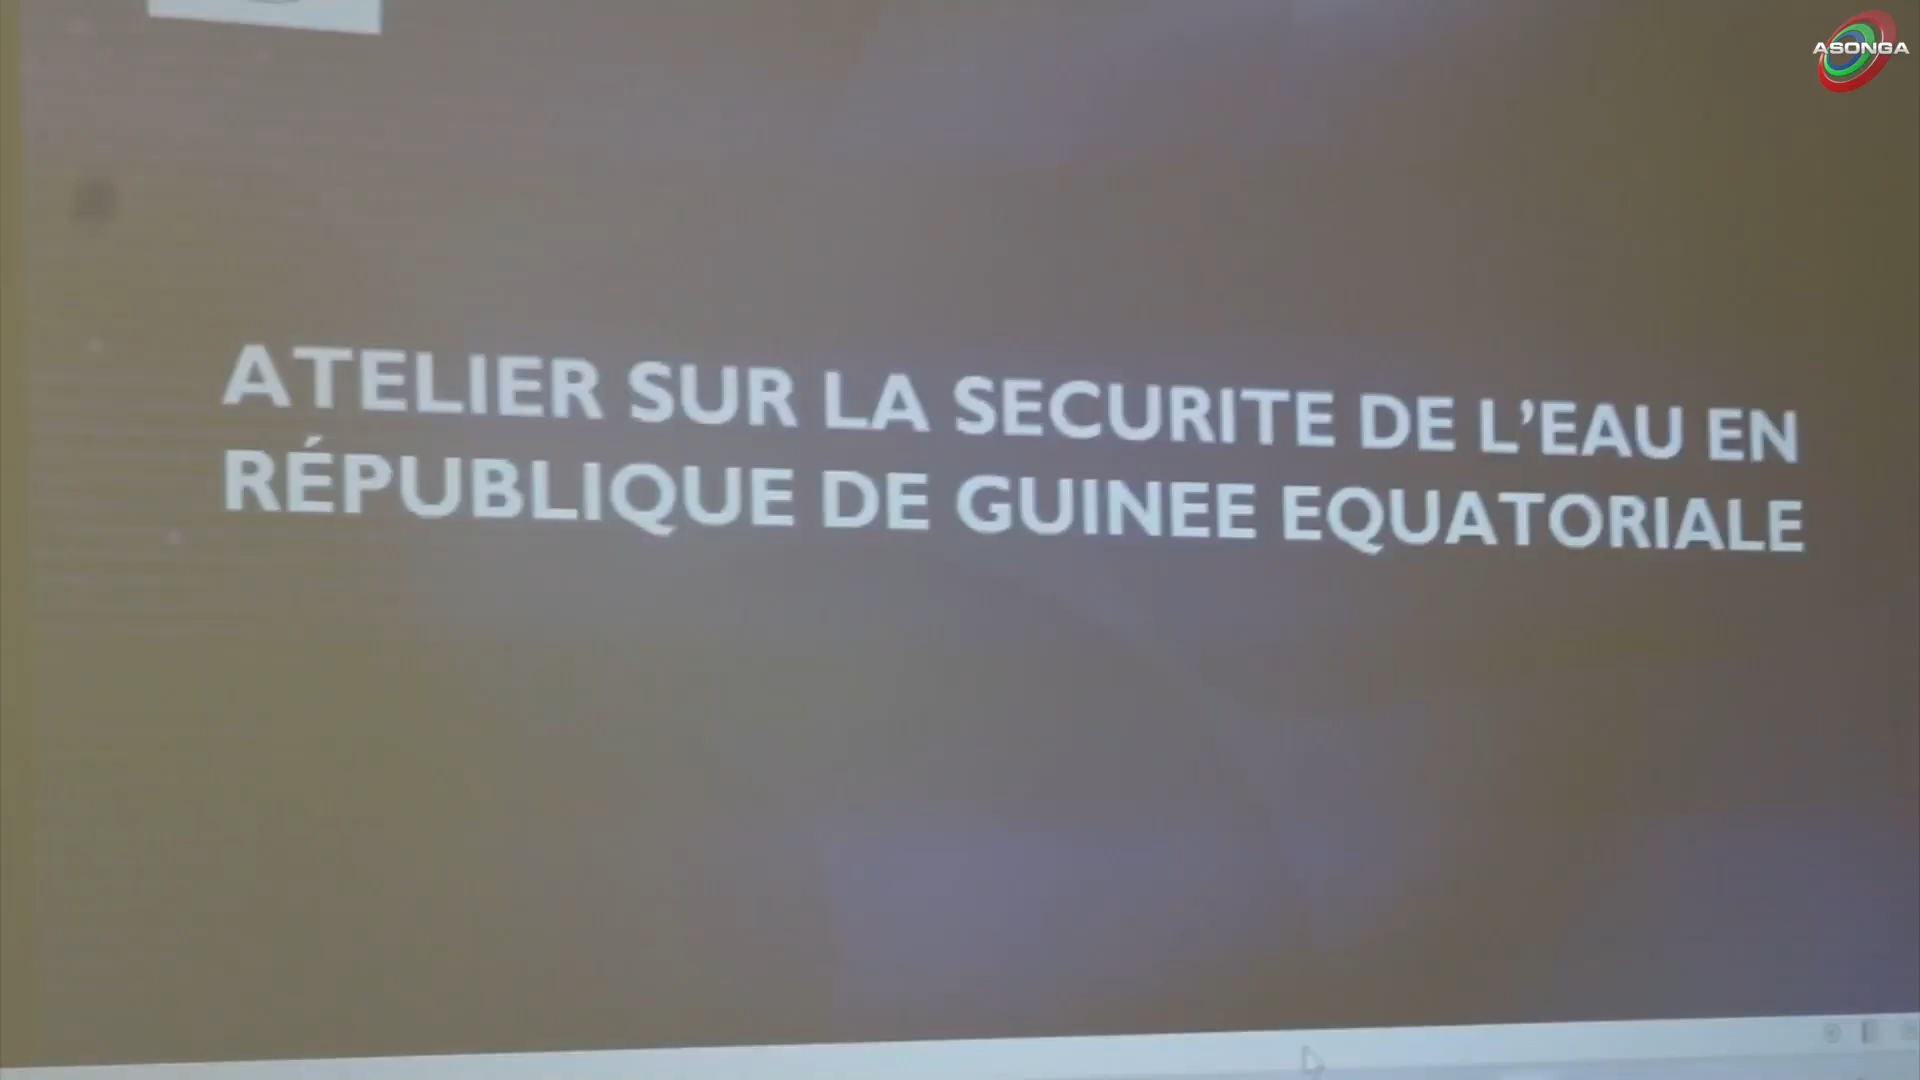 ASONGA
ATELIER SUR LA SECURITE DE L’EAU EN
RÉPUBLIQUE DE GUINEE EQUATORIALE